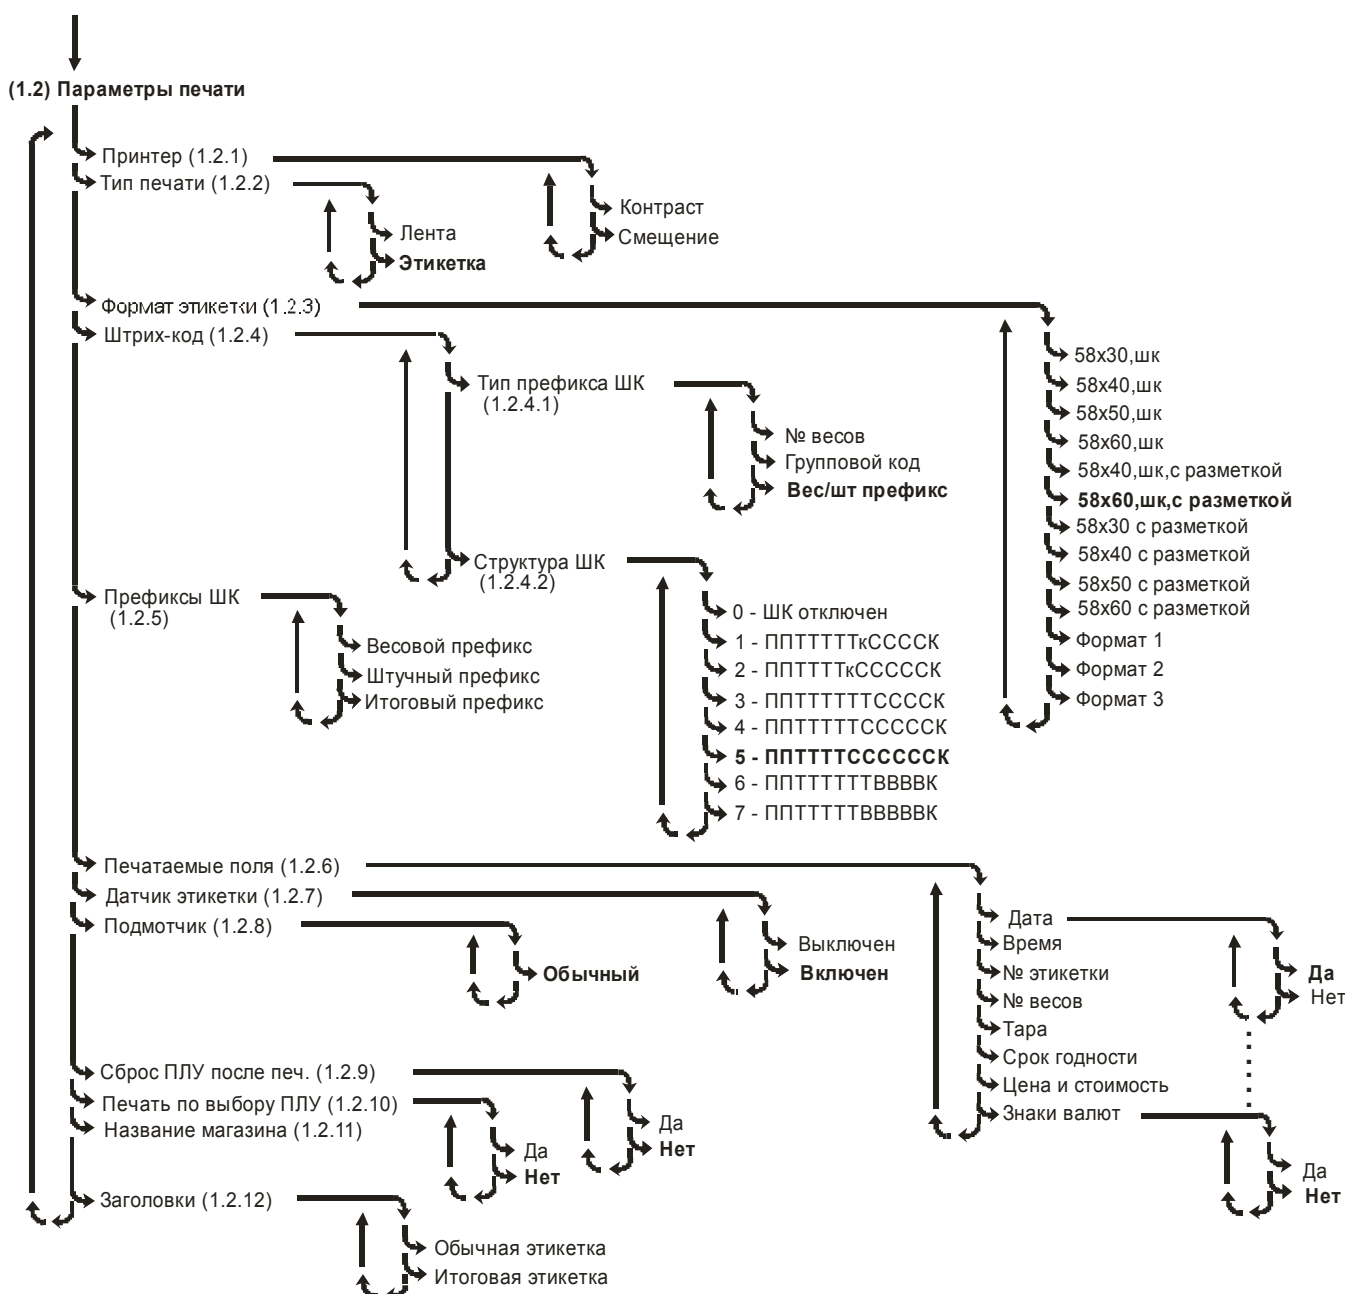 (1.2) Параметры печати
Принтер (1.2.1)
Тип печати (1.2.2)
Контраст
Смещение
Лента
Этикетка
Формат этикетки (1.2.3)
Штрих-код (1.2.4)
58x30,шк
58x40,шк
58x50,шк
58x60,шк
58x40,шк,с разметкой
58x60,шк,с разметкой
58x30 с разметкой
58x40 с разметкой
58x50 с разметкой
58x60 с разметкой
Формат 1
Формат 2
Формат 3
Тип префикса ШК
(1.2.4.1)
№ весов
Групповой код
Вес/шт префикс
Структура ШК
(1.2.4.2)
0 - ШК отключен
1 - ППТТТТТкССССК
2 - ППТТТТкСССССК
3 - ППТТТТТТССССК
4 - ППТТТТТСССССК
5 - ППТТТТССССССК
6 - ППТТТТТТВВВВК
7 - ППТТТТТВВВВВК
Префиксы ШК
(1.2.5)
Весовой префикс
Штучный префикс
Итоговый префикс
Печатаемые поля (1.2.6)
Датчик этикетки (1.2.7)
Подмотчик (1.2.8)
Обычный
Выключен
Включен
Дата
Время
№ этикетки
№ весов
Тара
Срок годности
Цена и стоимость
Знаки валют
Да
Нет
Да
Нет
Сброс ПЛУ после печ. (1.2.9)
Печать по выбору ПЛУ (1.2.10)
Название магазина (1.2.11)
Да
Нет
Да
Нет
Заголовки (1.2.12)
Обычная этикетка
Итоговая этикетка